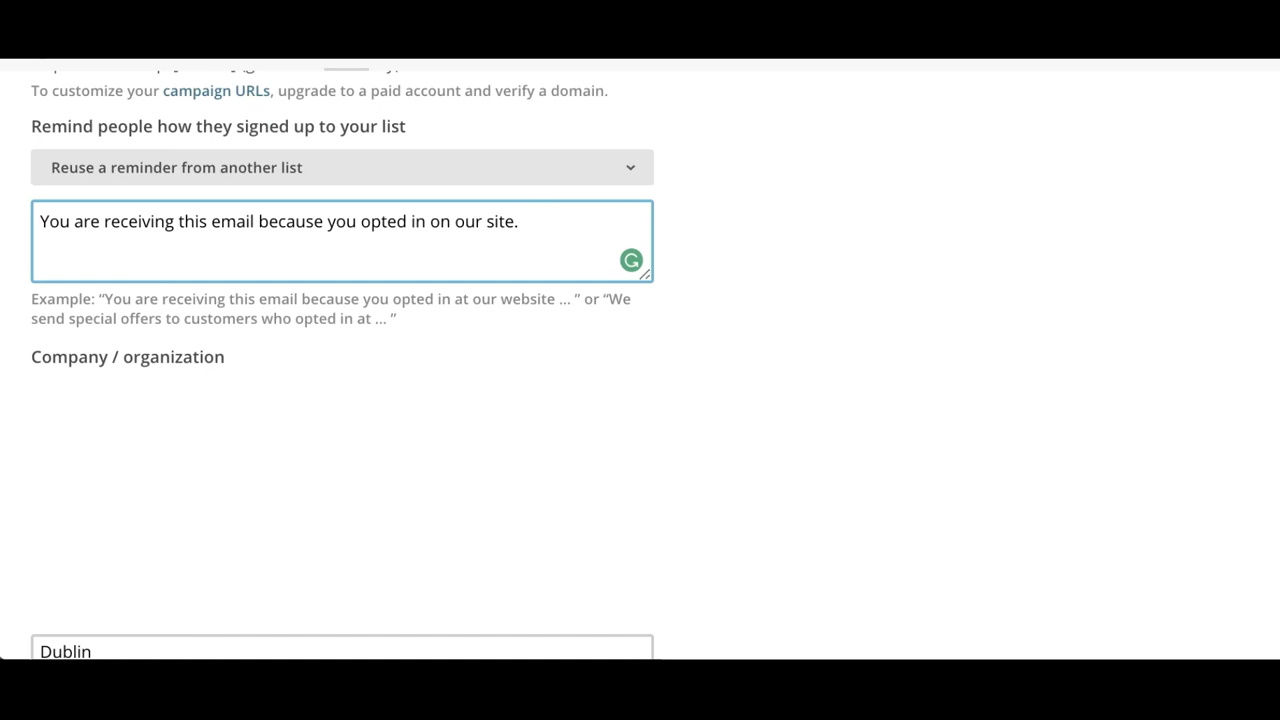 To customize your campaign URLs, upgrade to a paid account and verify a domain.
Remind people how they signed up to your list
Reuse a reminder from another list
You are receiving this email because you opted in on our site.
Example: “You are receiving this email because you opted in at our website ... ” or “We
send special offers to customers who opted in at ... ”
Company / organization
Dublin